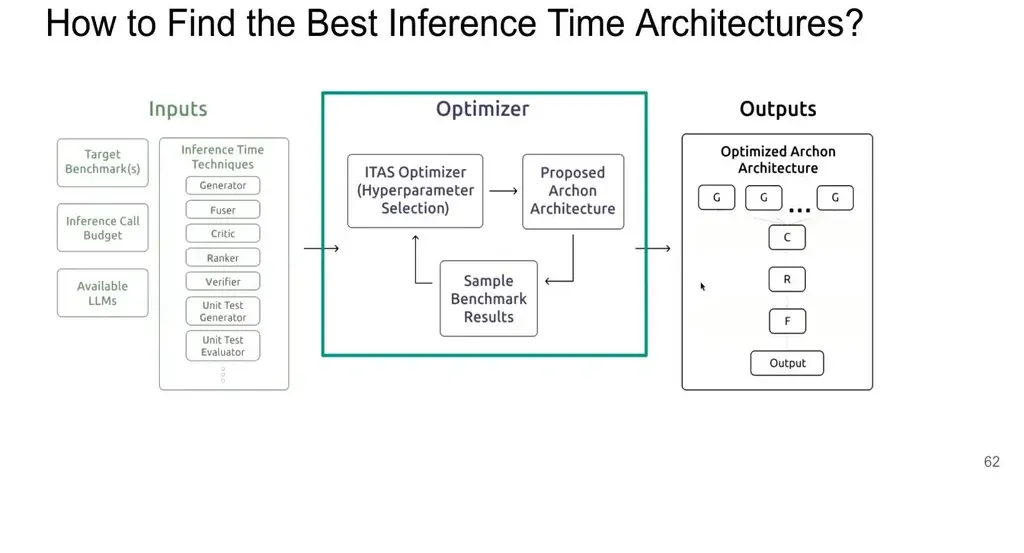 How to Find the Best Inference Time Architectures?
Inputs
Target
Benchmark(s)
Inference Call
Budget
Available
LLMs
Inference Time
Techniques
Generator
Fuser
Critic
Ranker
Verifier
Unit Test
Generator
Unit Test
Evaluator
Optimizer
ITAS Optimizer
(Hyperparameter
Selection)
Proposed
Archon
Architecture
Sample
Benchmark
Results
Outputs
Optimized Archon
Architecture
G
G
...
G
C
R
F
Output
62